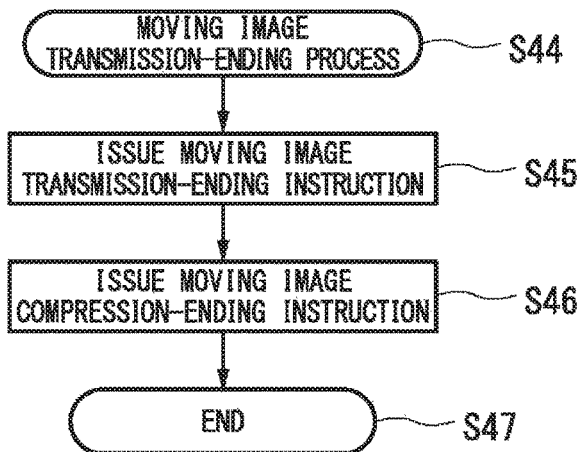 MOVING IMAGE
TRANSMISSION-ENDING PROCESS
S44
ISSUE MOVING IMAGE
TRANSMISSION-ENDING INSTRUCTION
S45
ISSUE MOVING IMAGE
COMPRESSION-ENDING INSTRUCTION
S46
END
S47